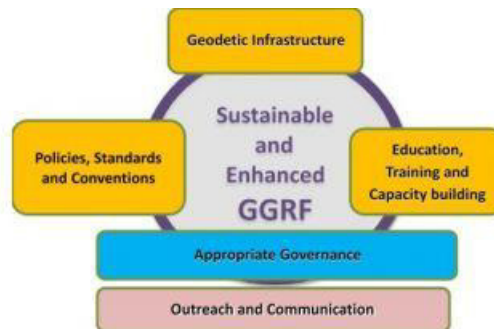 Geodetic Infrastructure
Sustainable
and
Enhanced
GGRF
Policies, Standards
and Conventions
Education,
Training and
Capacity building
Appropriate Governance
Outreach and Communication